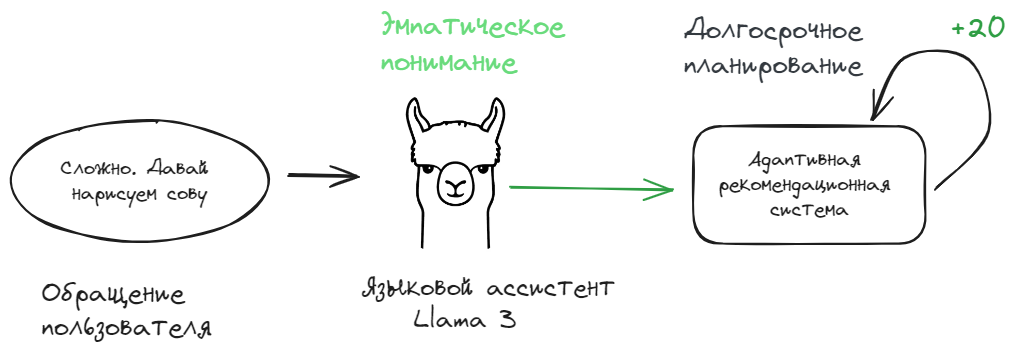 Эмпатическое
понимание
Долгосрочное
планирование
+20
Сложно. Давай
нарисуем сову
Адаптивная
рекомендационная
система
Обращение
пользователя
Языковой ассистент
Llama 3